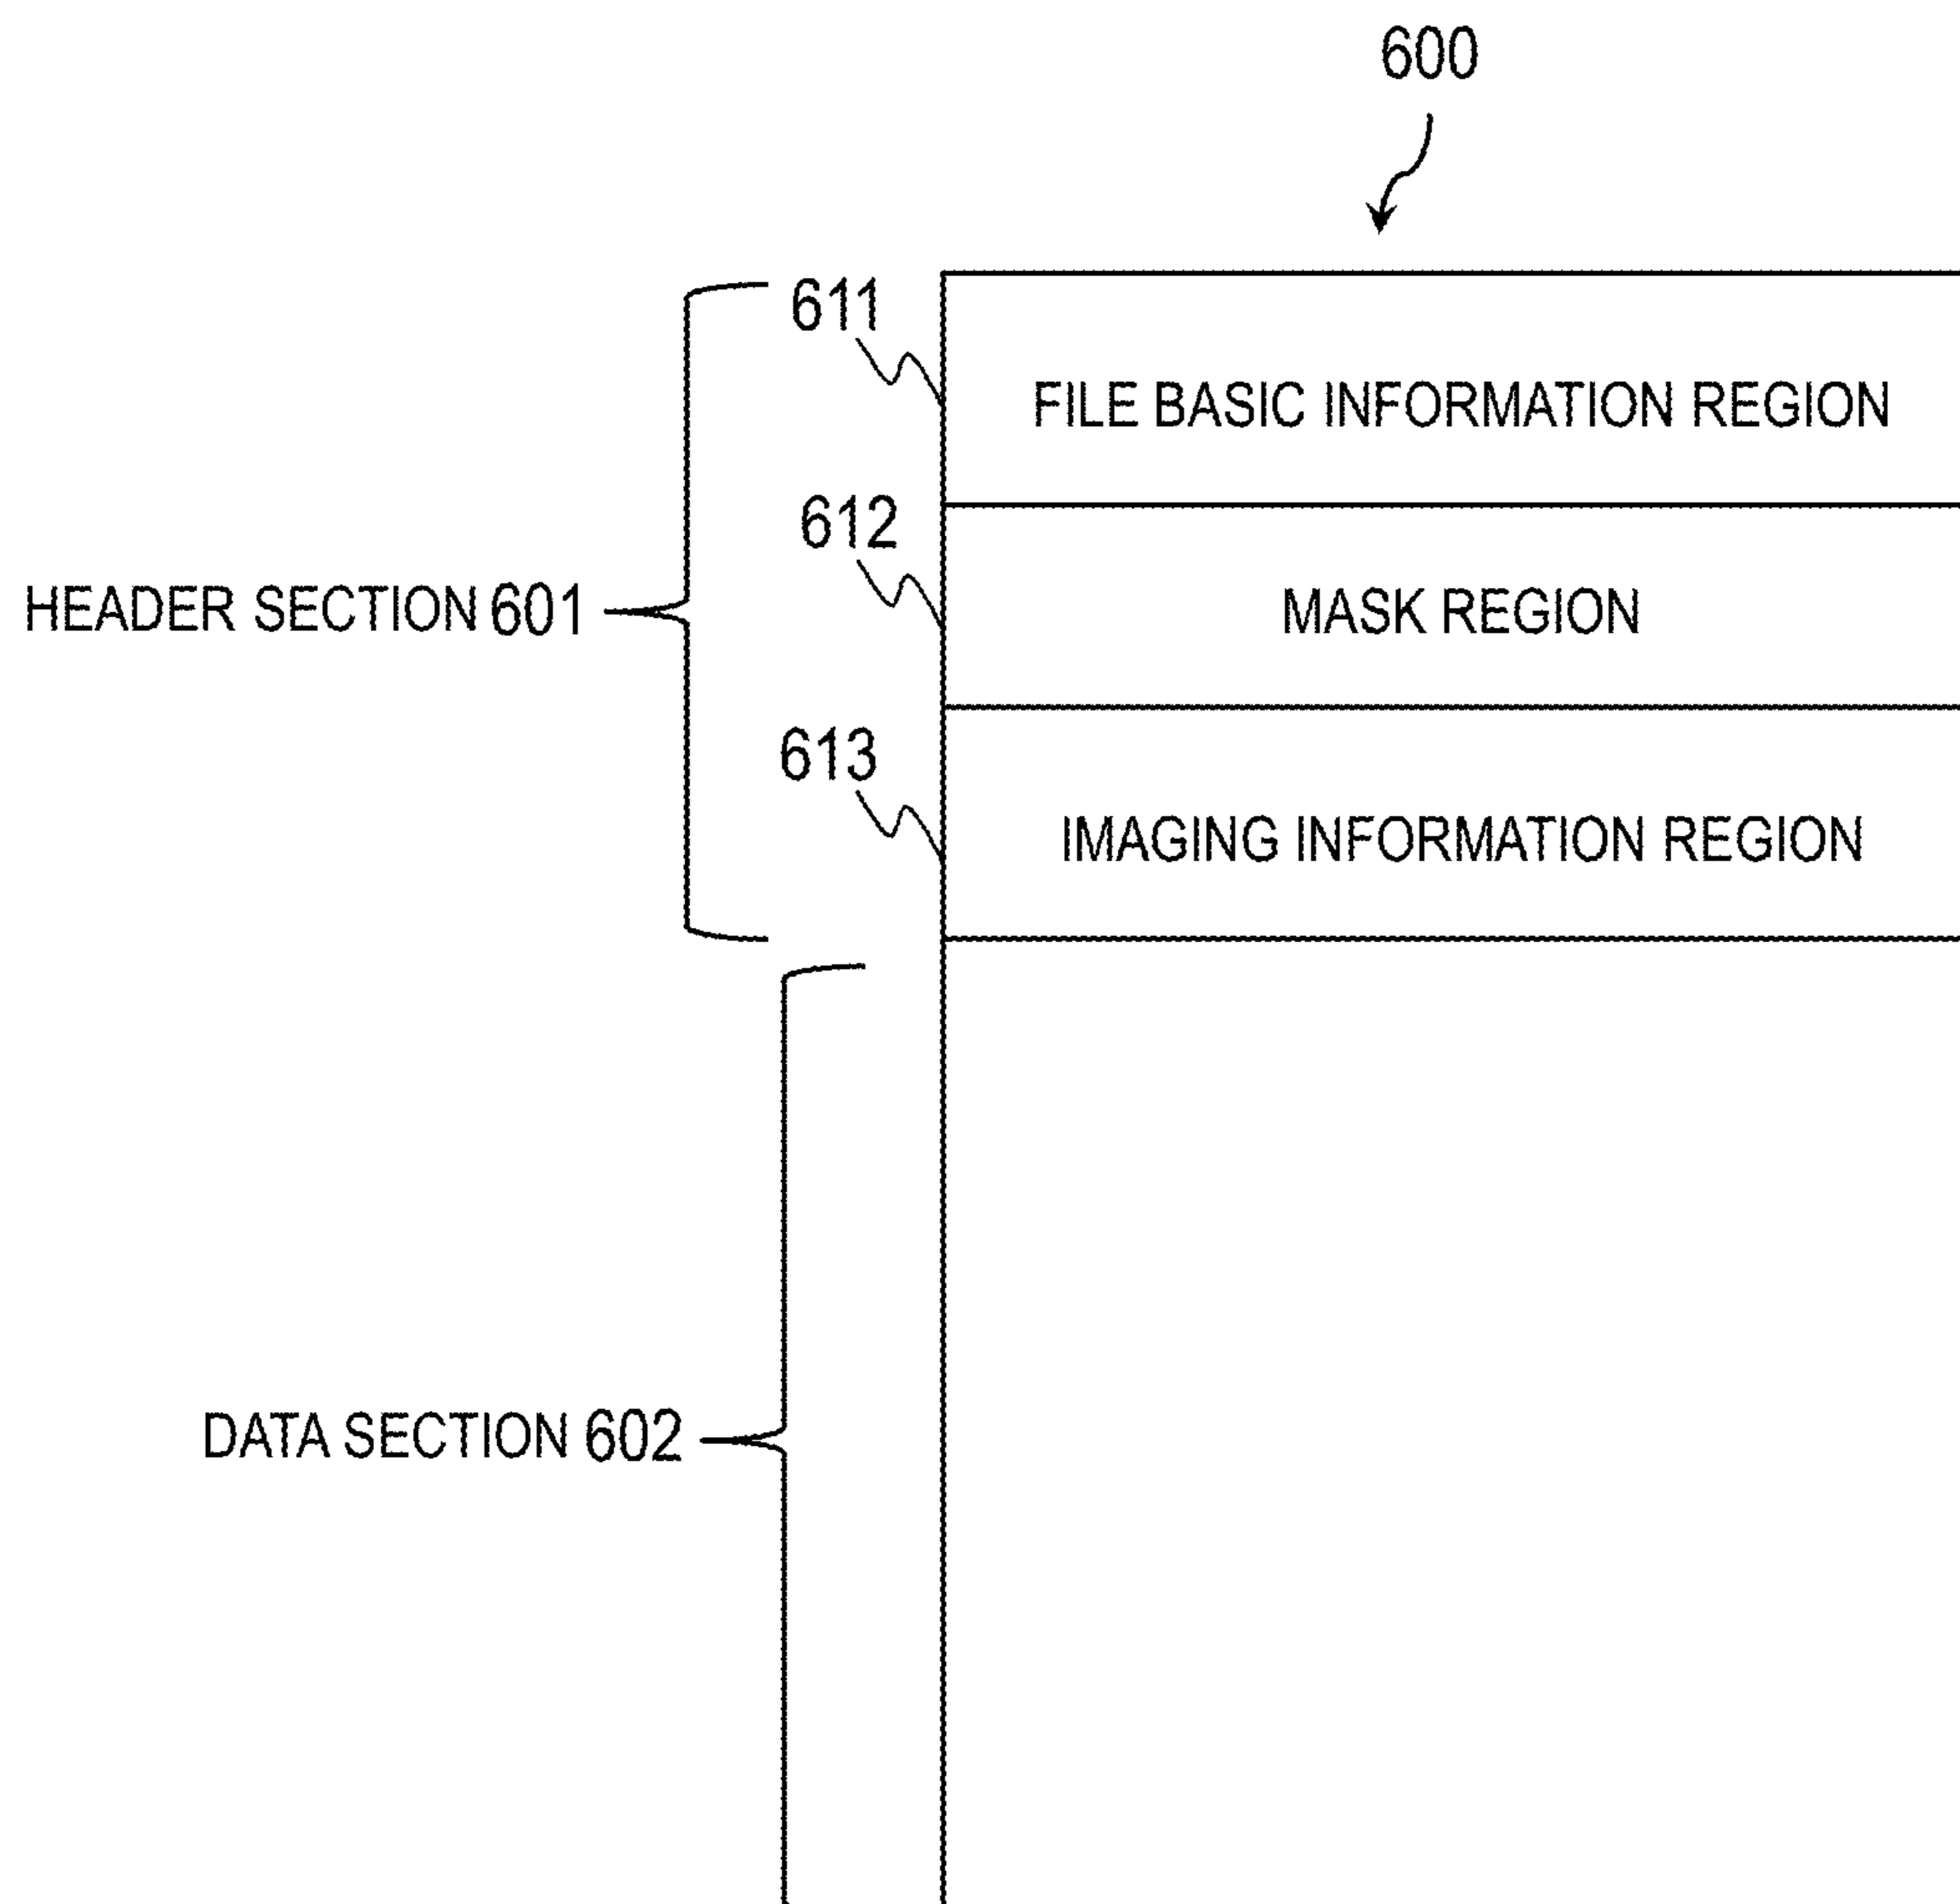 600
611
FILE BASIC INFORMATION REGION
612
HEADER SECTION 601
MASK REGION
613
IMAGING INFORMATION REGION
DATA SECTION 602